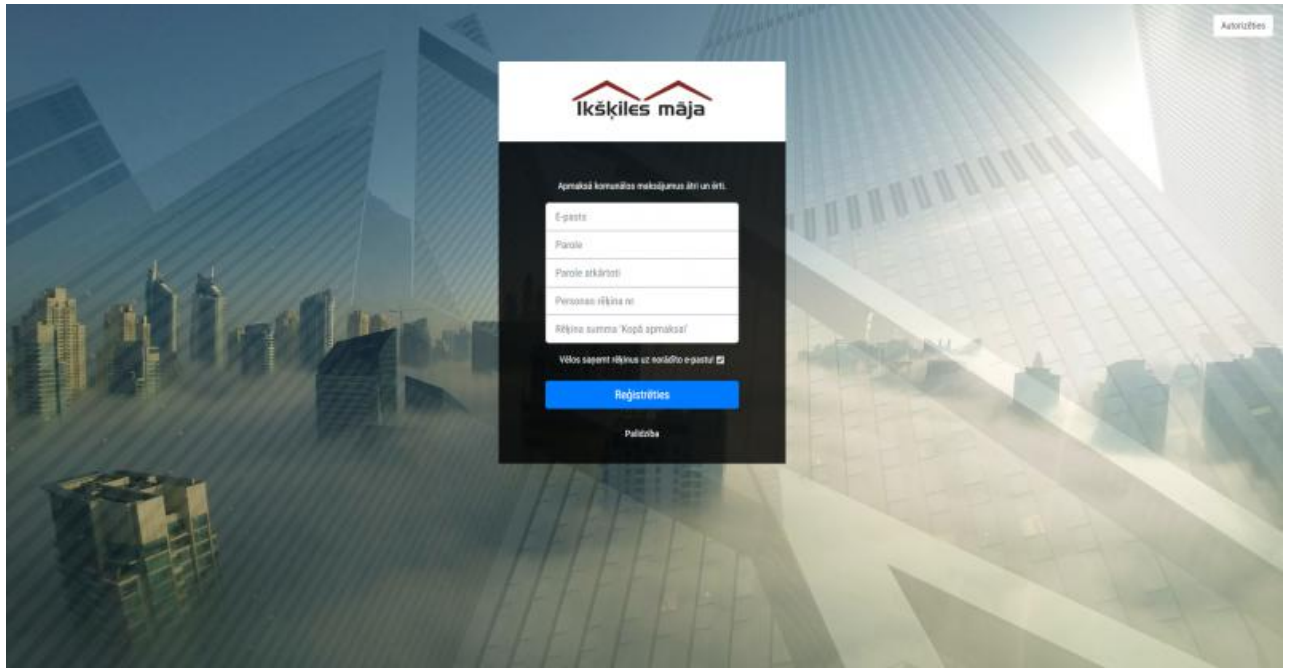 Autorizēties
Ikšķiles māja
Apmaksā komunālos maksājumus ātri un ērti.
E-pasts
Parole
Parole atkārtoti
Personas rēķina nr
Rēķina summa 'Kopā apmaksai'
Vēlos saņemt rēķinus uz norādīto e-pastu!
Reģistrēties
Palīdzība